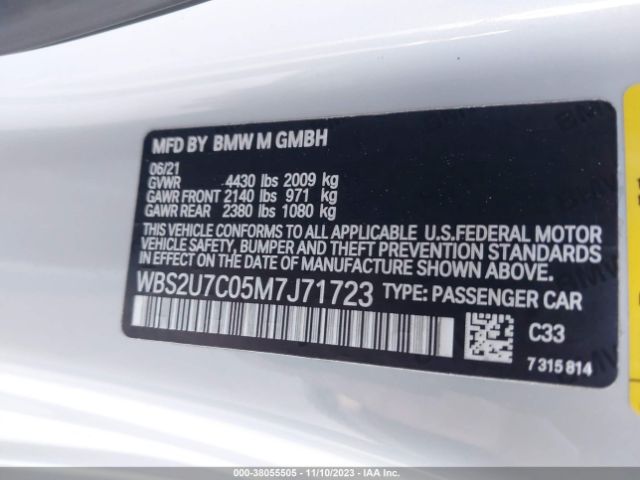 MFD BY BMW M GMBH
06/21
GVWR 4430 lbs 2009 kg
GAWR FRONT 2140 lbs 971 kg
GAWR REAR 2380 lbs 1080 kg
THIS VEHICLE CONFORMS TO ALL APPLICABLE U.S.FEDERAL MOTOR
VEHICLE SAFETY, BUMPER AND THEFT PREVENTION STANDARDS
IN EFFECT ON THE DATE OF MANUFACTURE SHOWN ABOVE.
WBS2U7C05M7J71723 TYPE: PASSENGER CAR
C33
7 315 814
000-38055505 - 11/10/2023 - IAA Inc.